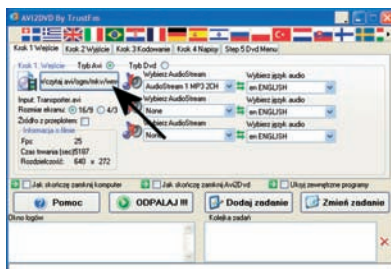 AVI2DVD By TrustFm
Krok 1 Wejście Krok 2 Wyjście Krok 3 Kodowanie Krok 4 Napisy Step 5 Dvd Menu
Krok 1. Wejście Tryb Avi Tryb Dvd
Wczytaj avi/ogm/mkv/wmv
Wybierz AudioStream Wybierz język audio
AudioStream 1 MP3 2CH en ENGLISH
Input: Transporter.avi
Rozmiar ekranu: 16/9 4/3
Źródło z przeplotem:
Wybierz AudioStream Wybierz język audio
None en ENGLISH
Informacja o filmie
Fps: 25
Czas trwania (sec) 5187
Rozdzielczość: 640 x 272
Wybierz AudioStream Wybierz język audio
None en ENGLISH
Jak skończę zamknij komputer Jak skończę zamknij Avi2Dvd Ukryj zewnętrzne programy
Pomoc ODPALAJ !!! Dodaj zadanie Zmień zadanie
Okno logów Kolejka zadań